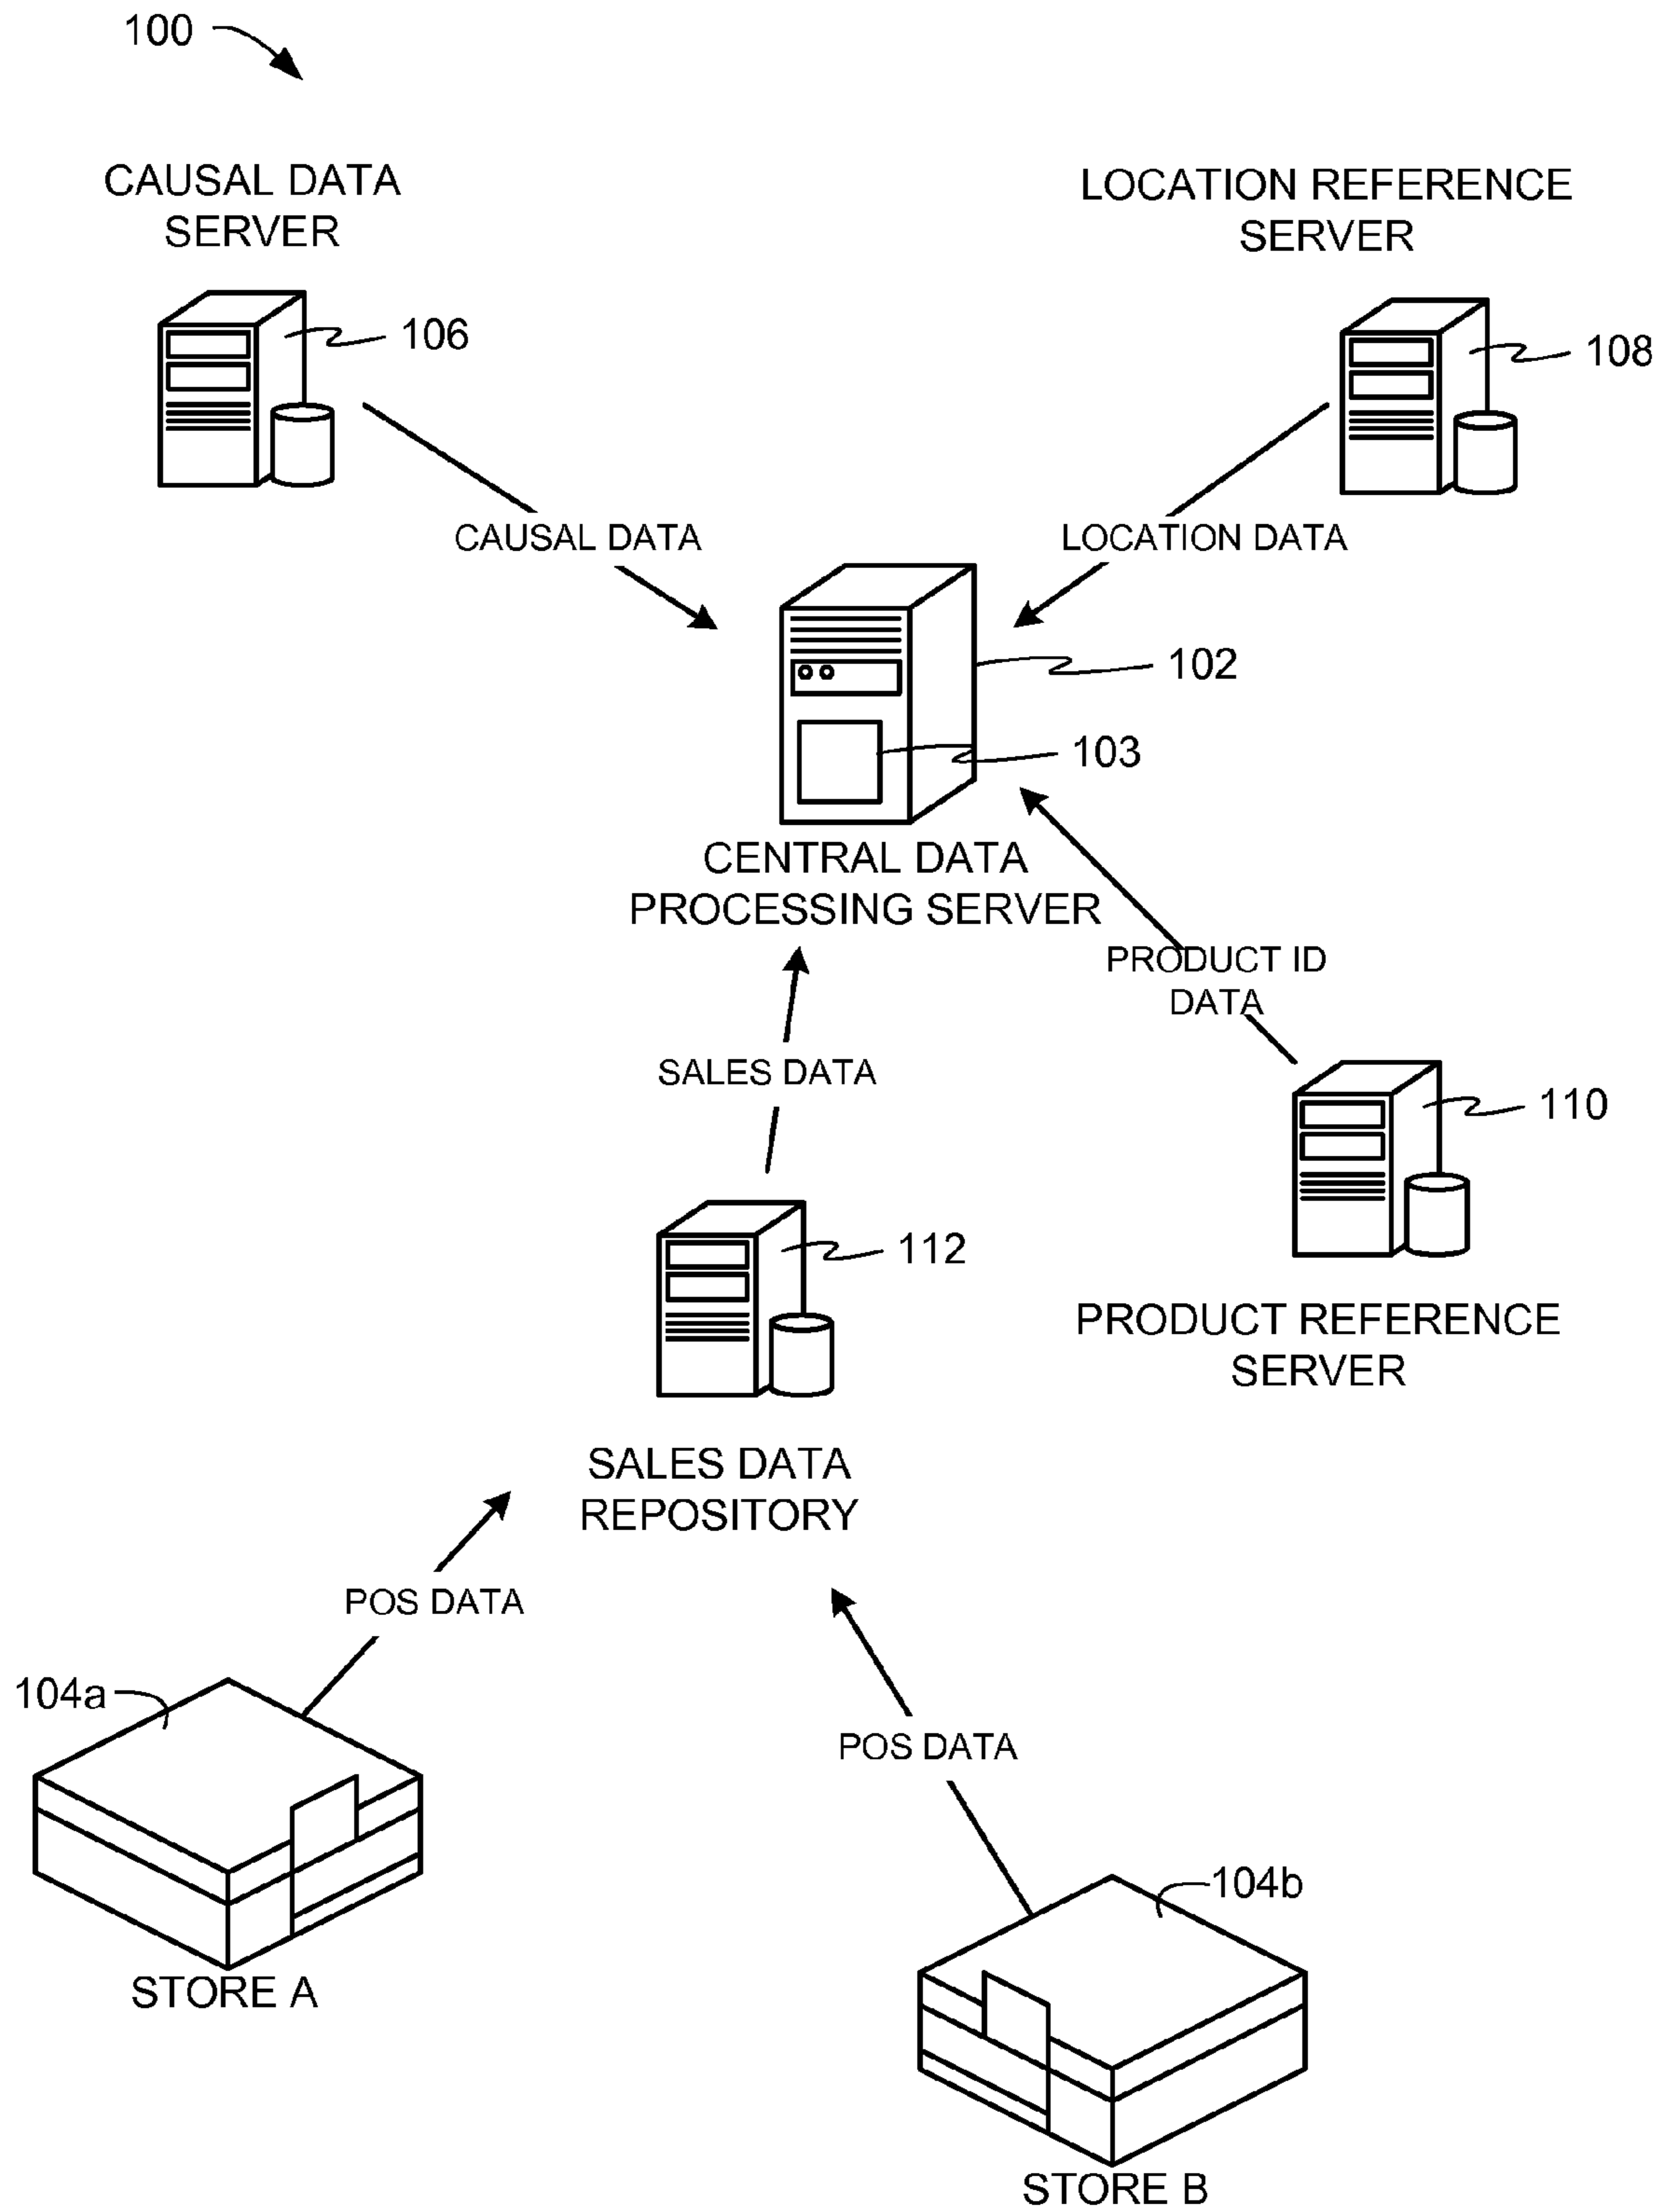 100
CAUSAL DATA
SERVER
LOCATION REFERENCE
SERVER
106
108
CAUSAL DATA
LOCATION DATA
102
103
CENTRAL DATA
PROCESSING SERVER
PRODUCT ID
DATA
SALES DATA
110
112
PRODUCT REFERENCE
SERVER
SALES DATA
REPOSITORY
POS DATA
104a
POS DATA
104b
STORE A
STORE B